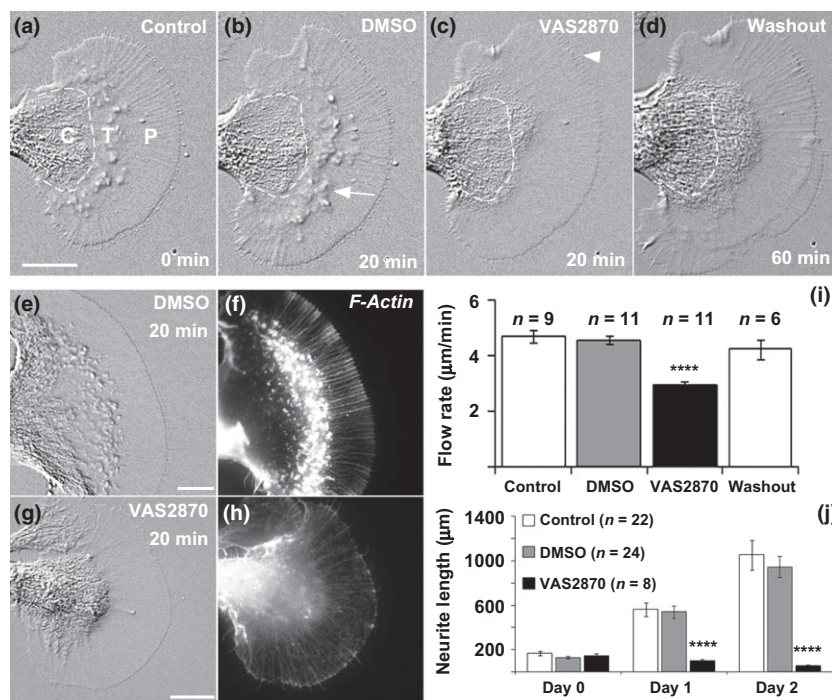 (a) Control
C T P
0 min
(b) DMSO
20 min
(c) VAS2870
20 min
(d) Washout
60 min
(e) DMSO
20 min
(f) F-Actin
(g) VAS2870
20 min
(h)
(i)
Flow rate (μm/min)
6
4
2
n = 9 n = 11 n = 11 n = 6
****
Control DMSO VAS2870 Washout
(j)
Neurite length (μm)
1400
1000
600
200
Control (n = 22)
DMSO (n = 24)
VAS2870 (n = 8)
**** ****
Day 0 Day 1 Day 2